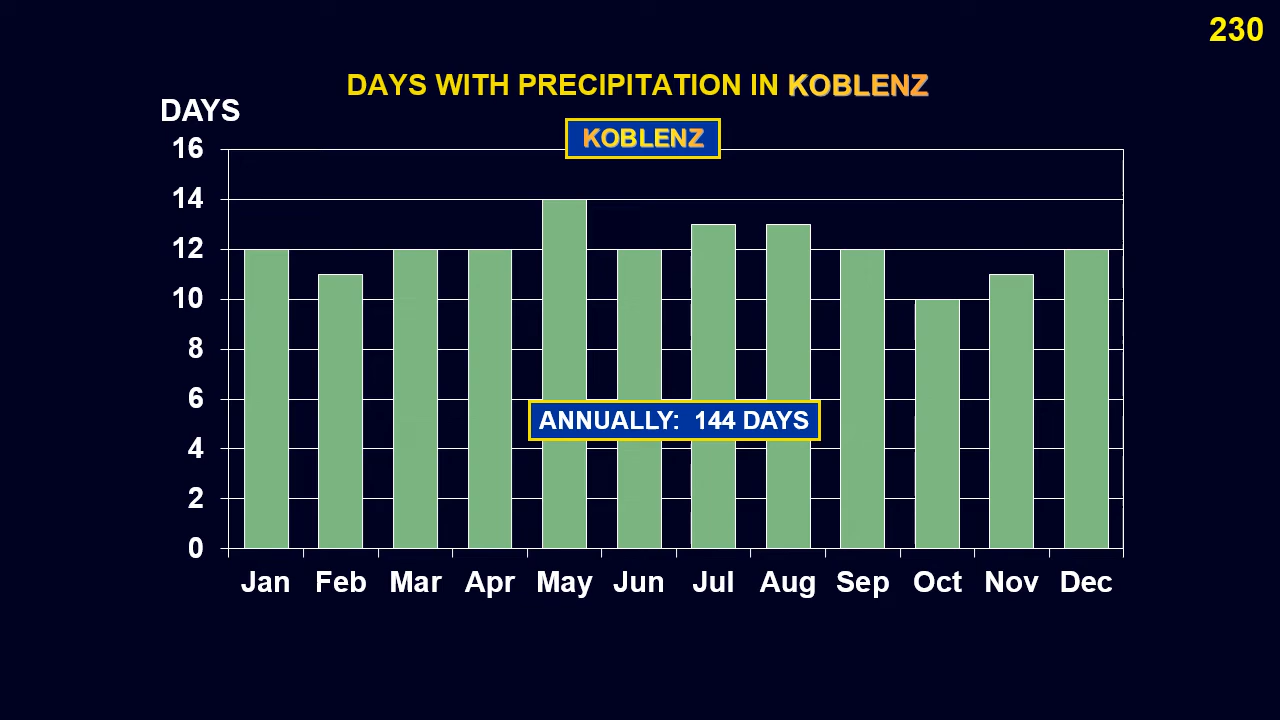 230
DAYS WITH PRECIPITATION IN KOBLENZ
DAYS
KOBLENZ
16
14
12
10
8
6
ANNUALLY: 144 DAYS
4
2
0
Jan Feb Mar Apr May Jun Jul Aug Sep Oct Nov Dec